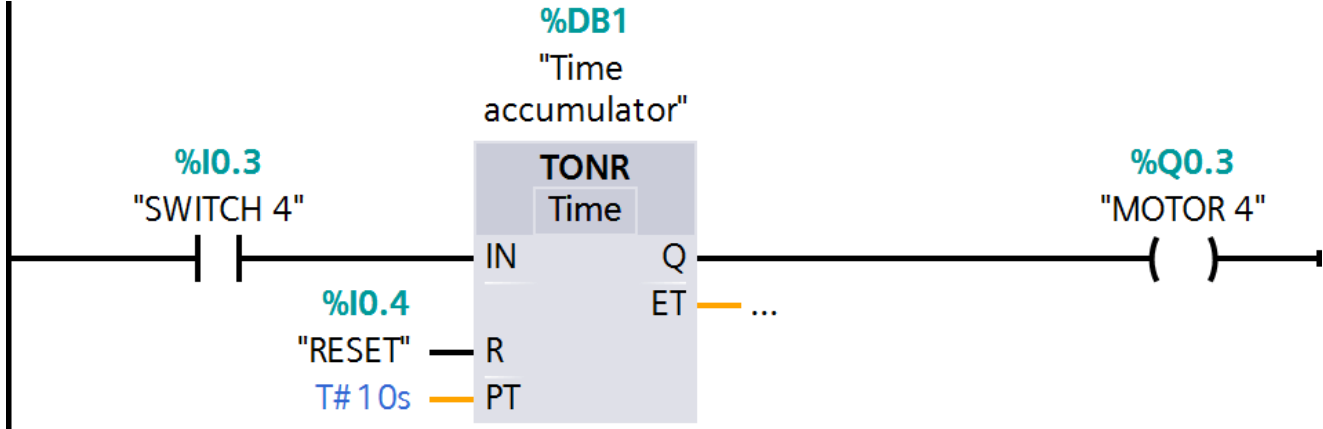 %DB1
"Time
accumulator"
%I0.3
"SWITCH 4"
TONR
Time
%Q0.3
"MOTOR 4"
IN
Q
%I0.4
"RESET"
R
ET
...
T#10s
PT